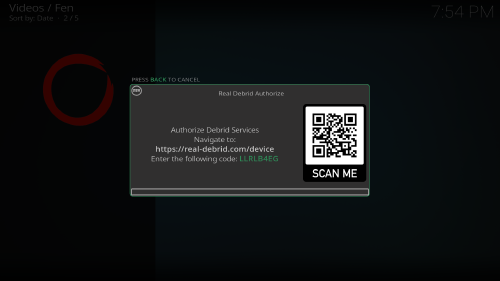 Videos / Fen
Sort by: Date 2 / 5
7:54 PM
PRESS BACK TO CANCEL
Real Debrid Authorize
Authorize Debrid Services
Navigate to:
https://real-debrid.com/device
Enter the following code: LLRLB4EG
SCAN ME